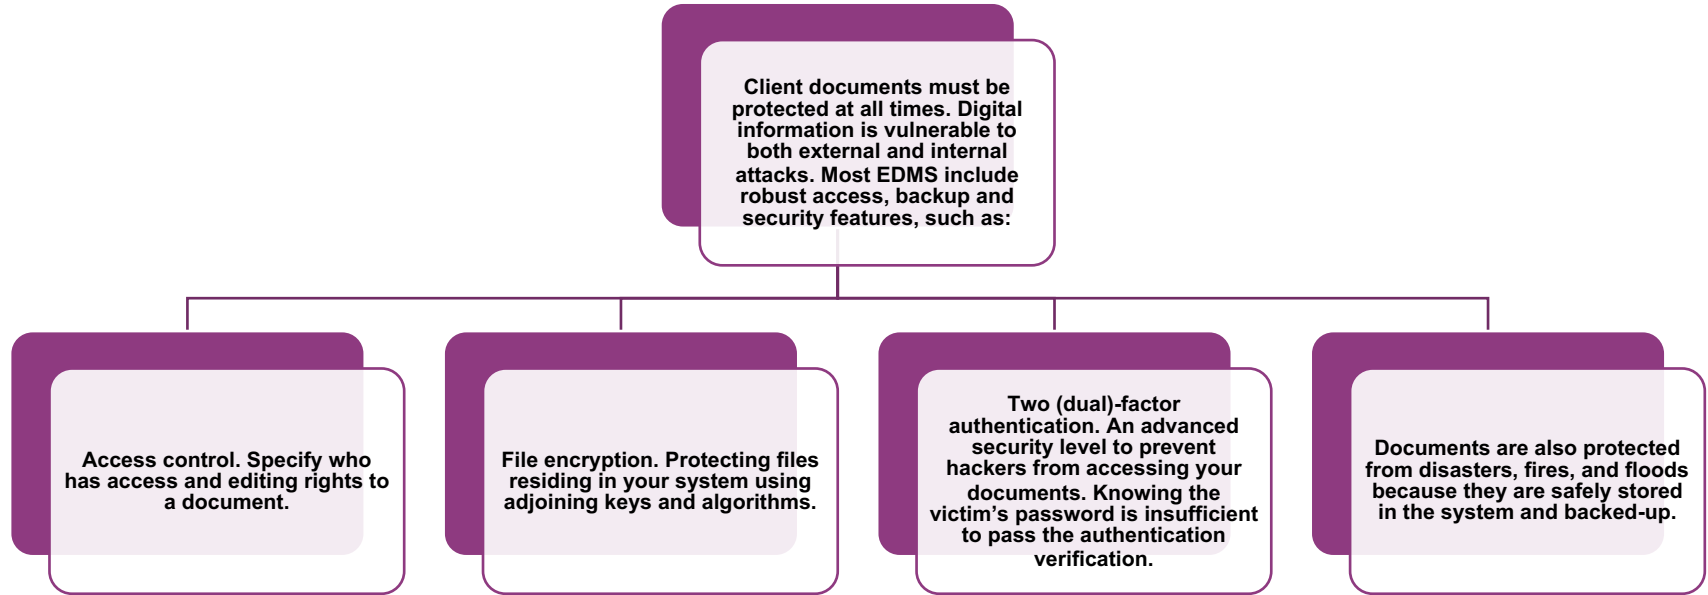 Client documents must be
protected at all times. Digital
information is vulnerable to
both external and internal
attacks. Most EDMS include
robust access, backup and
security features, such as:
Access control. Specify who
has access and editing rights to
a document.
File encryption. Protecting files
residing in your system using
adjoining keys and algorithms.
Two (dual)-factor
authentication. An advanced
security level to prevent
hackers from accessing your
documents. Knowing the
victim’s password is insufficient
to pass the authentication
verification.
Documents are also protected
from disasters, fires, and floods
because they are safely stored
in the system and backed-up.